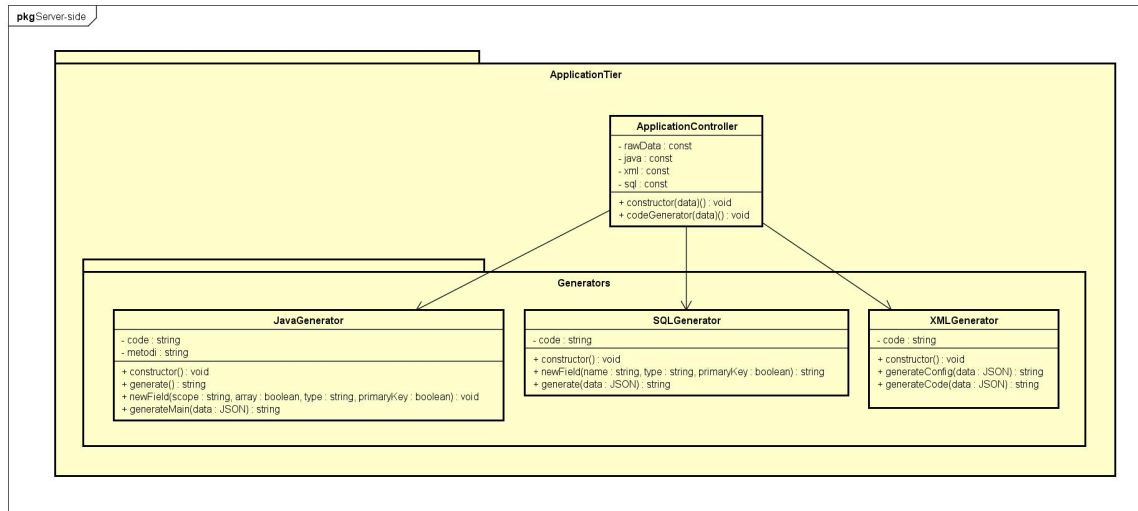 pkg Server-side
ApplicationTier
ApplicationController
- rawData : const
- java : const
- xml : const
- sql : const
+ constructor(data)() : void
+ codeGenerator(data)() : void
Generators
JavaGenerator
- code : string
- metodi : string
+ constructor() : void
+ generate() : string
+ newField(scope : string, array : boolean, type : string, primaryKey : boolean) : void
+ generateMain(data : JSON) : string
SQLGenerator
- code : string
+ constructor() : void
+ newField(name : string, type : string, primaryKey : boolean) : string
+ generate(data : JSON) : string
XMLGenerator
- code : string
+ constructor() : void
+ generateConfig(data : JSON) : string
+ generateCode(data : JSON) : string